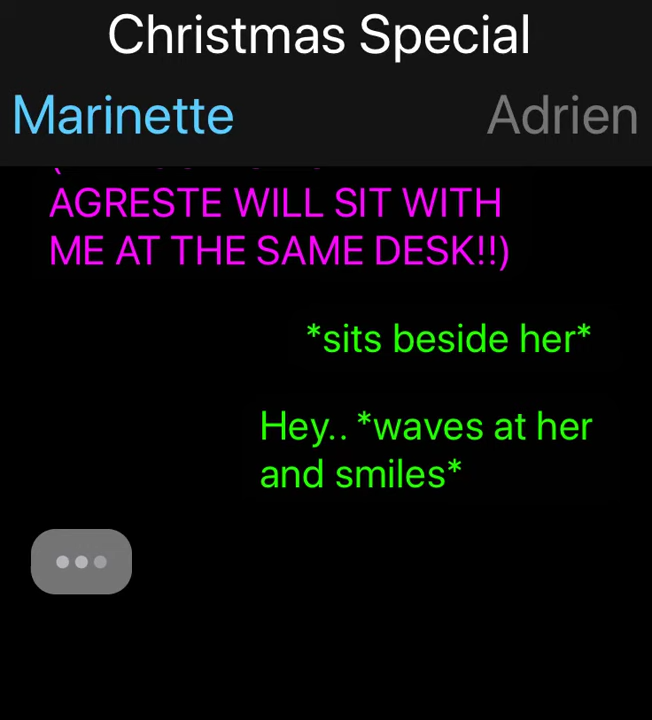 Christmas Special
Marinette
Adrien
AGRESTE WILL SIT WITH
ME AT THE SAME DESK!!)
*sits beside her*
Hey.. *waves at her
and smiles*